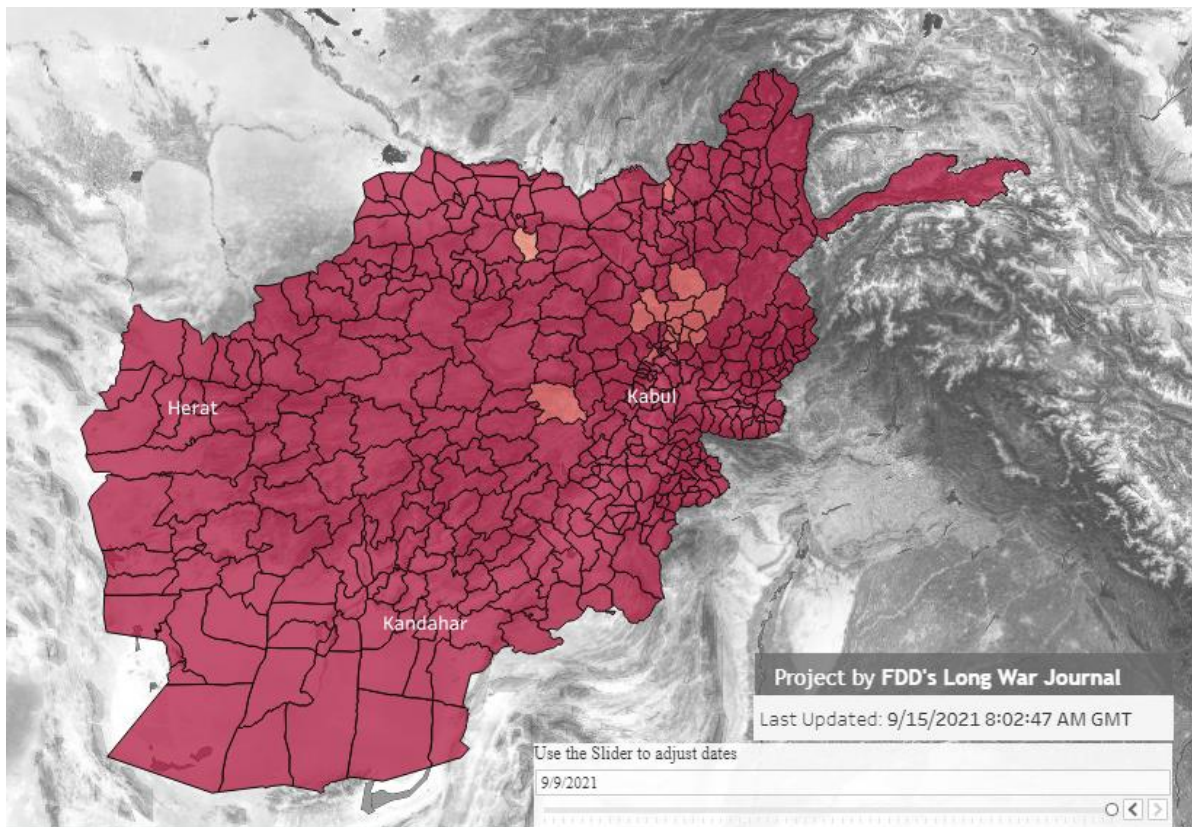 Herat
Kabul
Kandahar
Project by FDD's Long War Journal
Last Updated: 9/15/2021 8:02:47 AM GMT
Use the Slider to adjust dates
9/9/2021